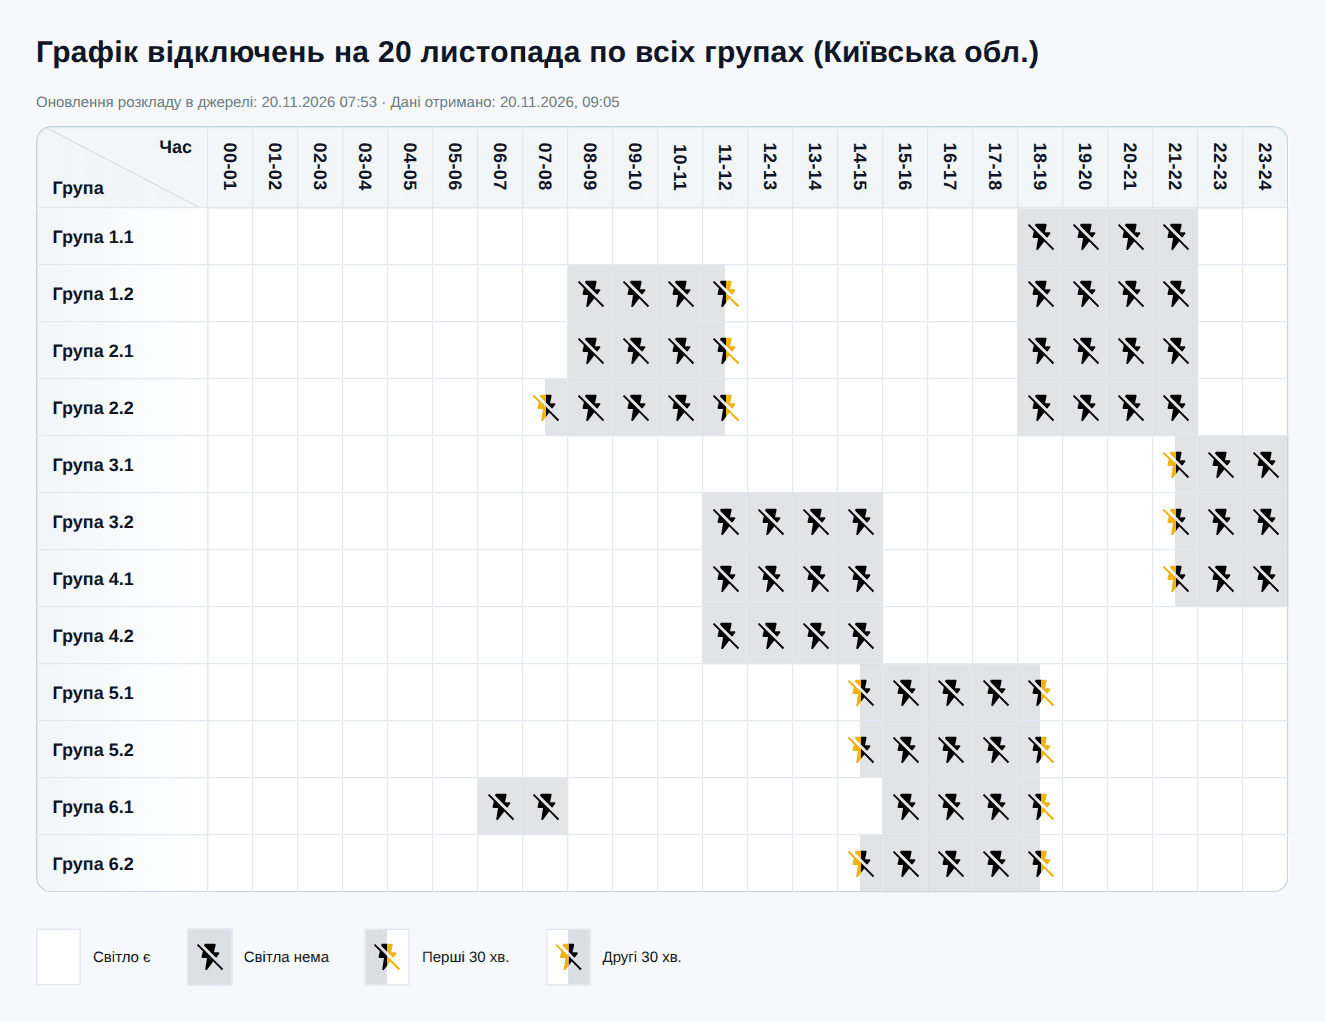 Графік відключень на 20 листопада по всіх групах (Київська обл.)
Оновлення розкладу в джерелі: 20.11.2026 07:53 · Дані отримано: 20.11.2026, 09:05
Час
Група
00-01 01-02 02-03 03-04 04-05 05-06 06-07 07-08 08-09 09-10 10-11 11-12 12-13 13-14 14-15 15-16 16-17 17-18 18-19 19-20 20-21 21-22 22-23 23-24
Група 1.1
Група 1.2
Група 2.1
Група 2.2
Група 3.1
Група 3.2
Група 4.1
Група 4.2
Група 5.1
Група 5.2
Група 6.1
Група 6.2
Світло є Світла нема Перші 30 хв. Другі 30 хв.